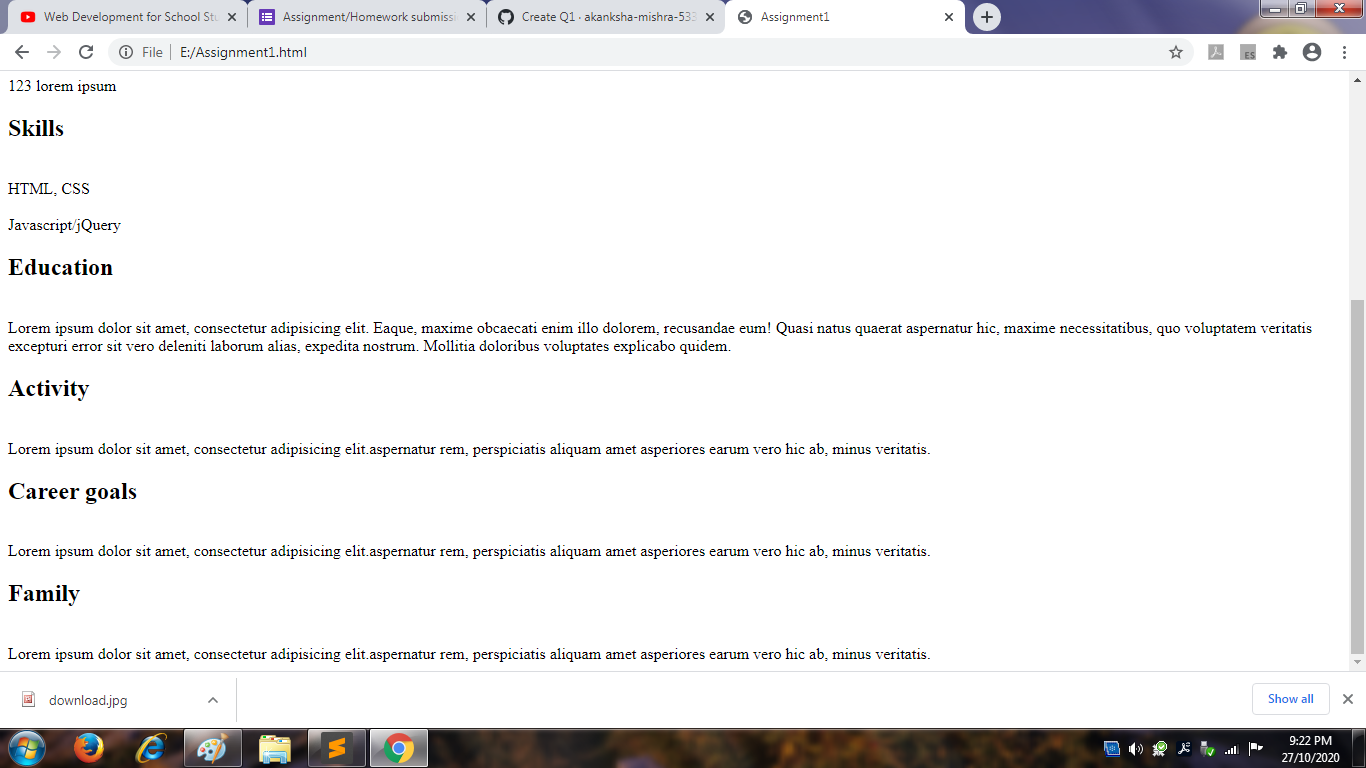 Web Development for School Stu
Assignment/Homework submissi
Create Q1 · akanksha-mishra-533
Assignment1
File
E:/Assignment1.html
ES
123 lorem ipsum
Skills
HTML, CSS
Javascript/jQuery
Education
Lorem ipsum dolor sit amet, consectetur adipisicing elit. Eaque, maxime obcaecati enim illo dolorem, recusandae eum! Quasi natus quaerat aspernatur hic, maxime necessitatibus, quo voluptatem veritatis
excepturi error sit vero deleniti laborum alias, expedita nostrum. Mollitia doloribus voluptates explicabo quidem.
Activity
Lorem ipsum dolor sit amet, consectetur adipisicing elit.aspernatur rem, perspiciatis aliquam amet asperiores earum vero hic ab, minus veritatis.
Career goals
Lorem ipsum dolor sit amet, consectetur adipisicing elit.aspernatur rem, perspiciatis aliquam amet asperiores earum vero hic ab, minus veritatis.
Family
Lorem ipsum dolor sit amet, consectetur adipisicing elit.aspernatur rem, perspiciatis aliquam amet asperiores earum vero hic ab, minus veritatis.
download.jpg
Show all
9:22 PM
27/10/2020